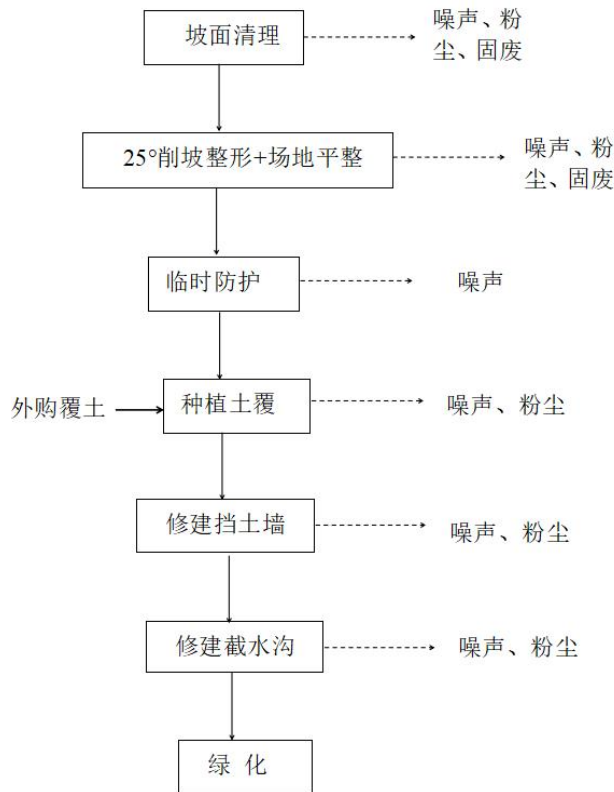 坡面清理
噪声、粉
尘、固废
25°削坡整形+场地平整
噪声、粉
尘、固废
临时防护
噪声
外购覆土
种植土覆
噪声、粉尘
修建挡土墙
噪声、粉尘
修建截水沟
噪声、粉尘
绿 化